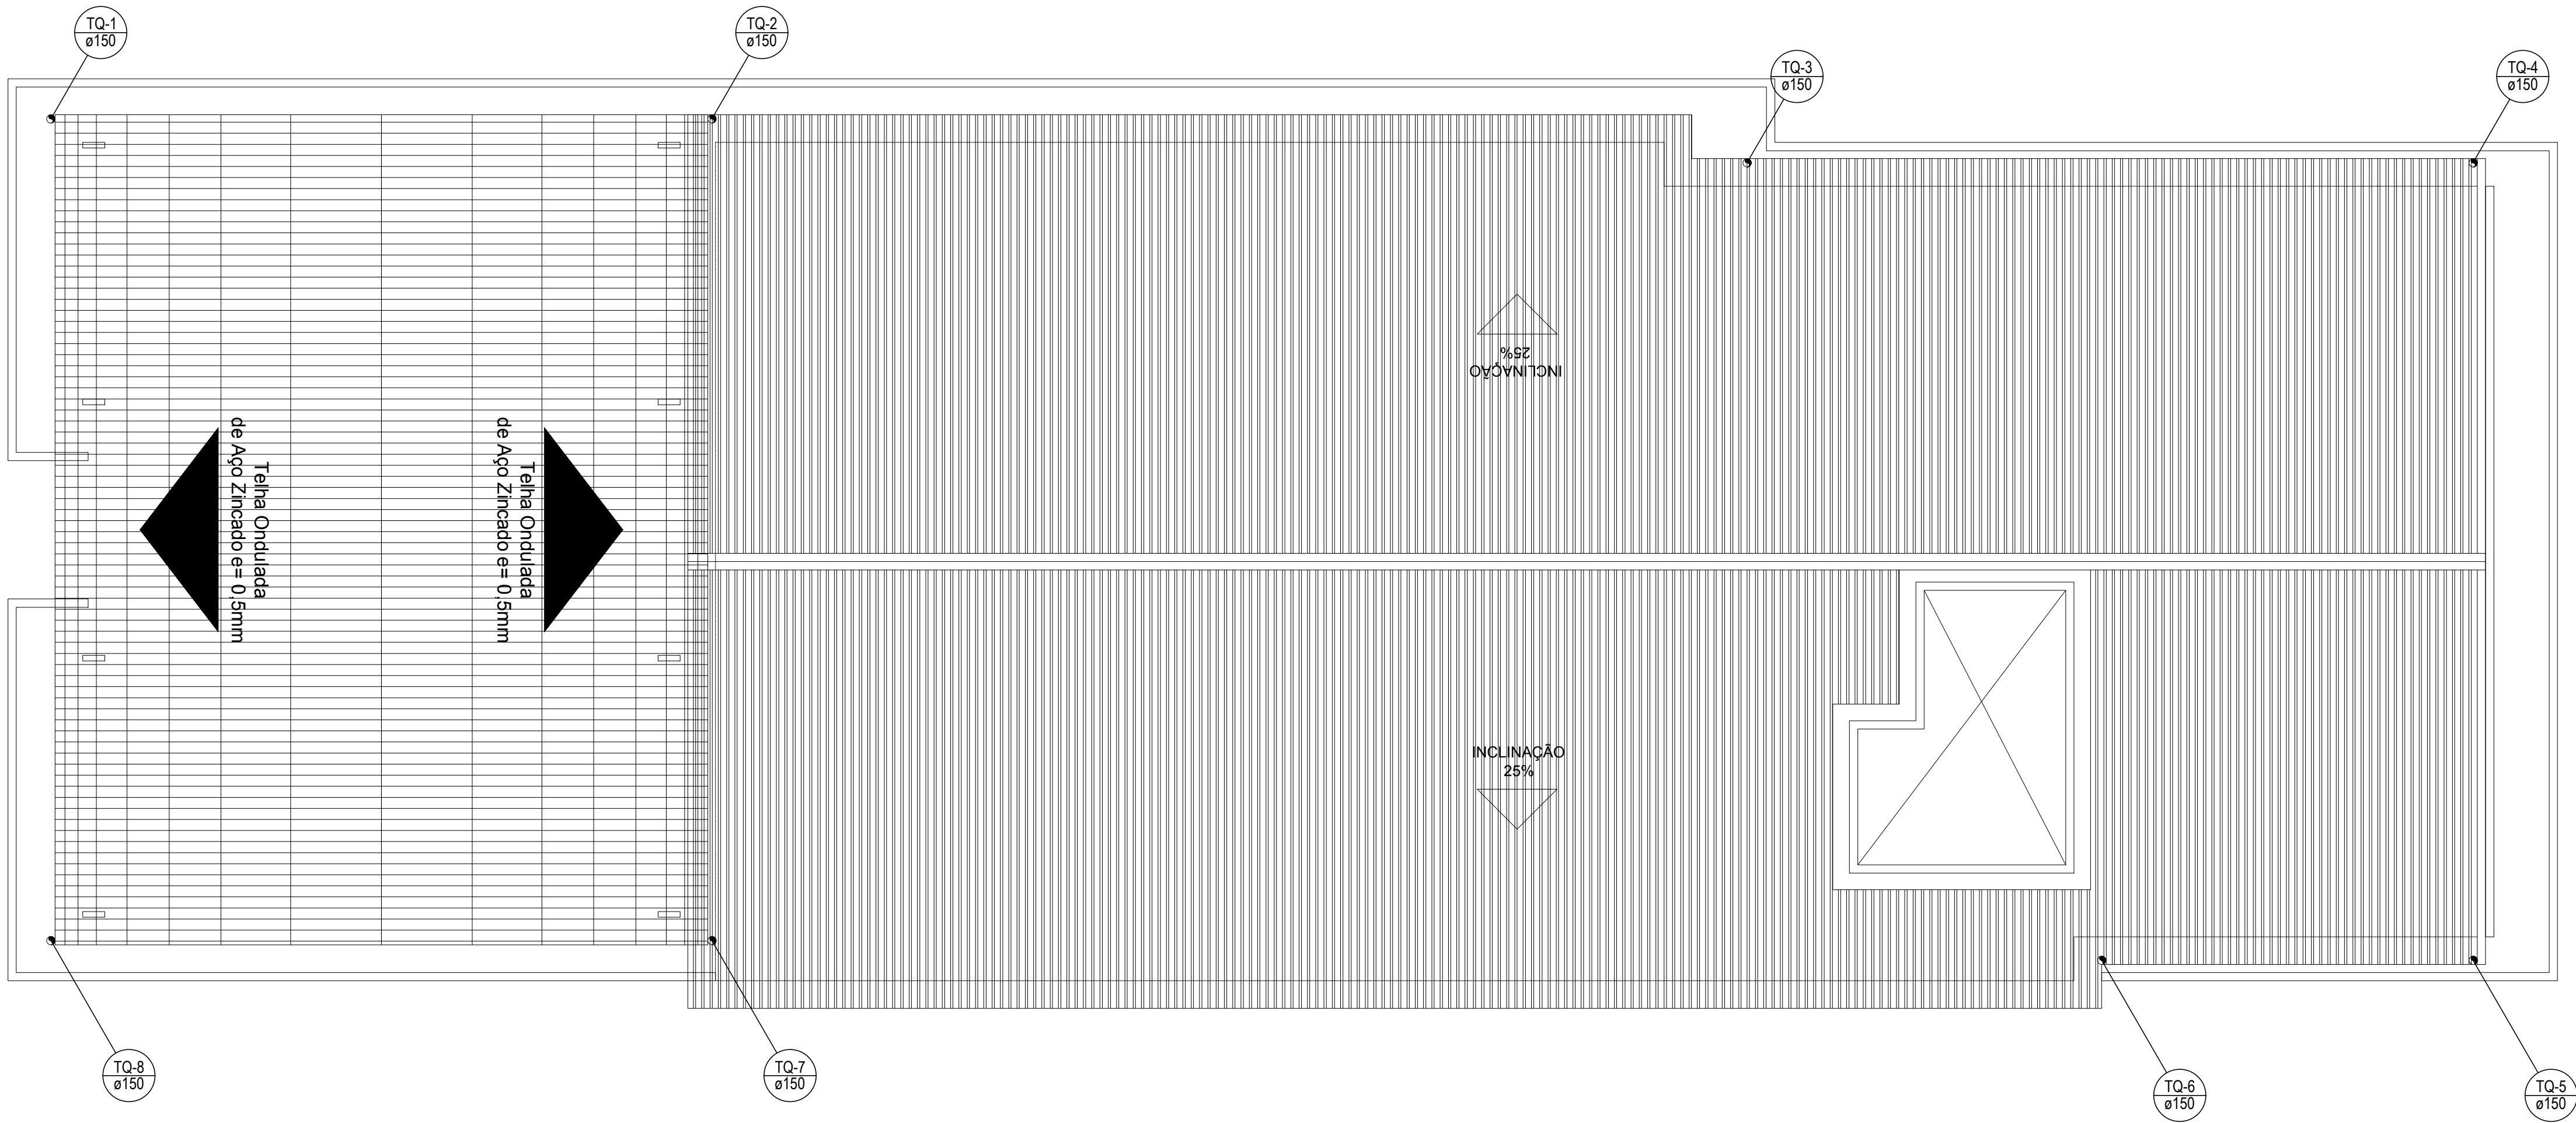 TQ-1
ø150
TQ-2
ø150
TQ-3
ø150
TQ-4
ø150
INCLINAÇÃO
25%
Telha Ondulada
de Aço Zincado e= 0,5mm
Telha Ondulada
de Aço Zincado e= 0,5mm
INCLINAÇÃO
25%
TQ-8
ø150
TQ-7
ø150
TQ-6
ø150
TQ-5
ø150